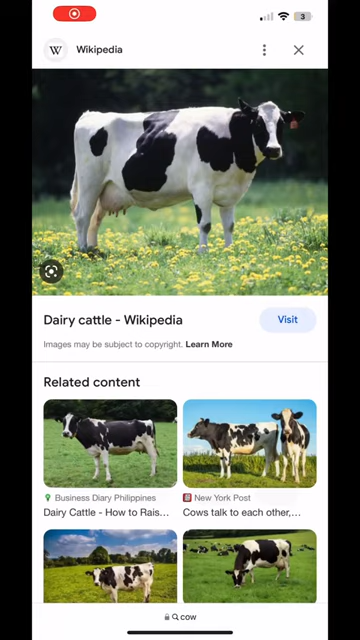 3
W Wikipedia
Dairy cattle - Wikipedia
Visit
Images may be subject to copyright. Learn More
Related content
Business Diary Philippines
Dairy Cattle - How to Rais...
New York Post
Cows talk to each other,...
cow